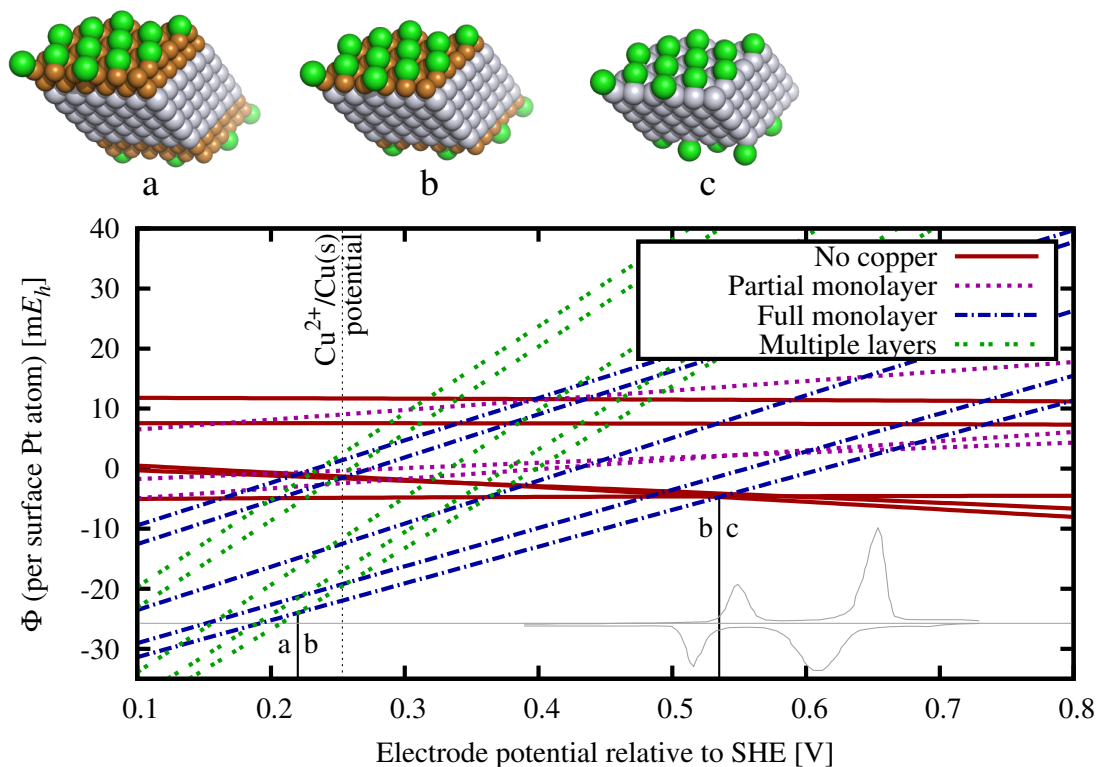 a
b
c
Φ (per surface Pt atom) [mE_h]
40
30
20
10
0
-10
-20
-30
Cu²⁺/Cu(s)
potential
No copper
Partial monolayer
Full monolayer
Multiple layers
b c
a b
0.1 0.2 0.3 0.4 0.5 0.6 0.7 0.8
Electrode potential relative to SHE [V]